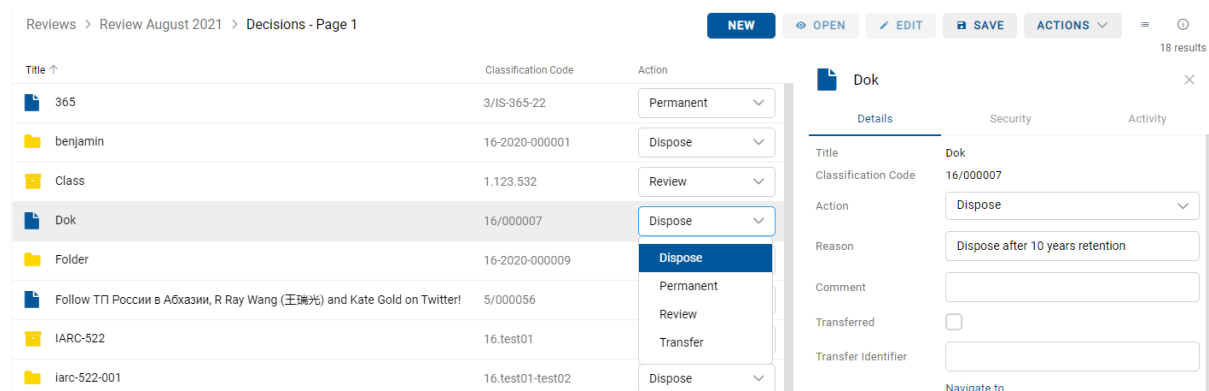 Reviews > Review August 2021 > Decisions - Page 1
NEW
OPEN
EDIT
SAVE
ACTIONS
18 results
Title ↑ Classification Code Action
365 3/IS-365-22 Permanent
benjamin 16-2020-000001 Dispose
Class 1.123.532 Review
Dok 16/000007 Dispose
Folder 16-2020-000009
Follow ТП России в Абхазии, R Ray Wang (王瑞光) and Kate Gold on Twitter! 5/000056
IARC-522 16.test01
iarc-522-001 16.test01-test02 Dispose
Dispose
Permanent
Review
Transfer
Dok
Details Security Activity
Title Dok
Classification Code 16/000007
Action Dispose
Reason Dispose after 10 years retention
Comment
Transferred
Transfer Identifier
Navigate to